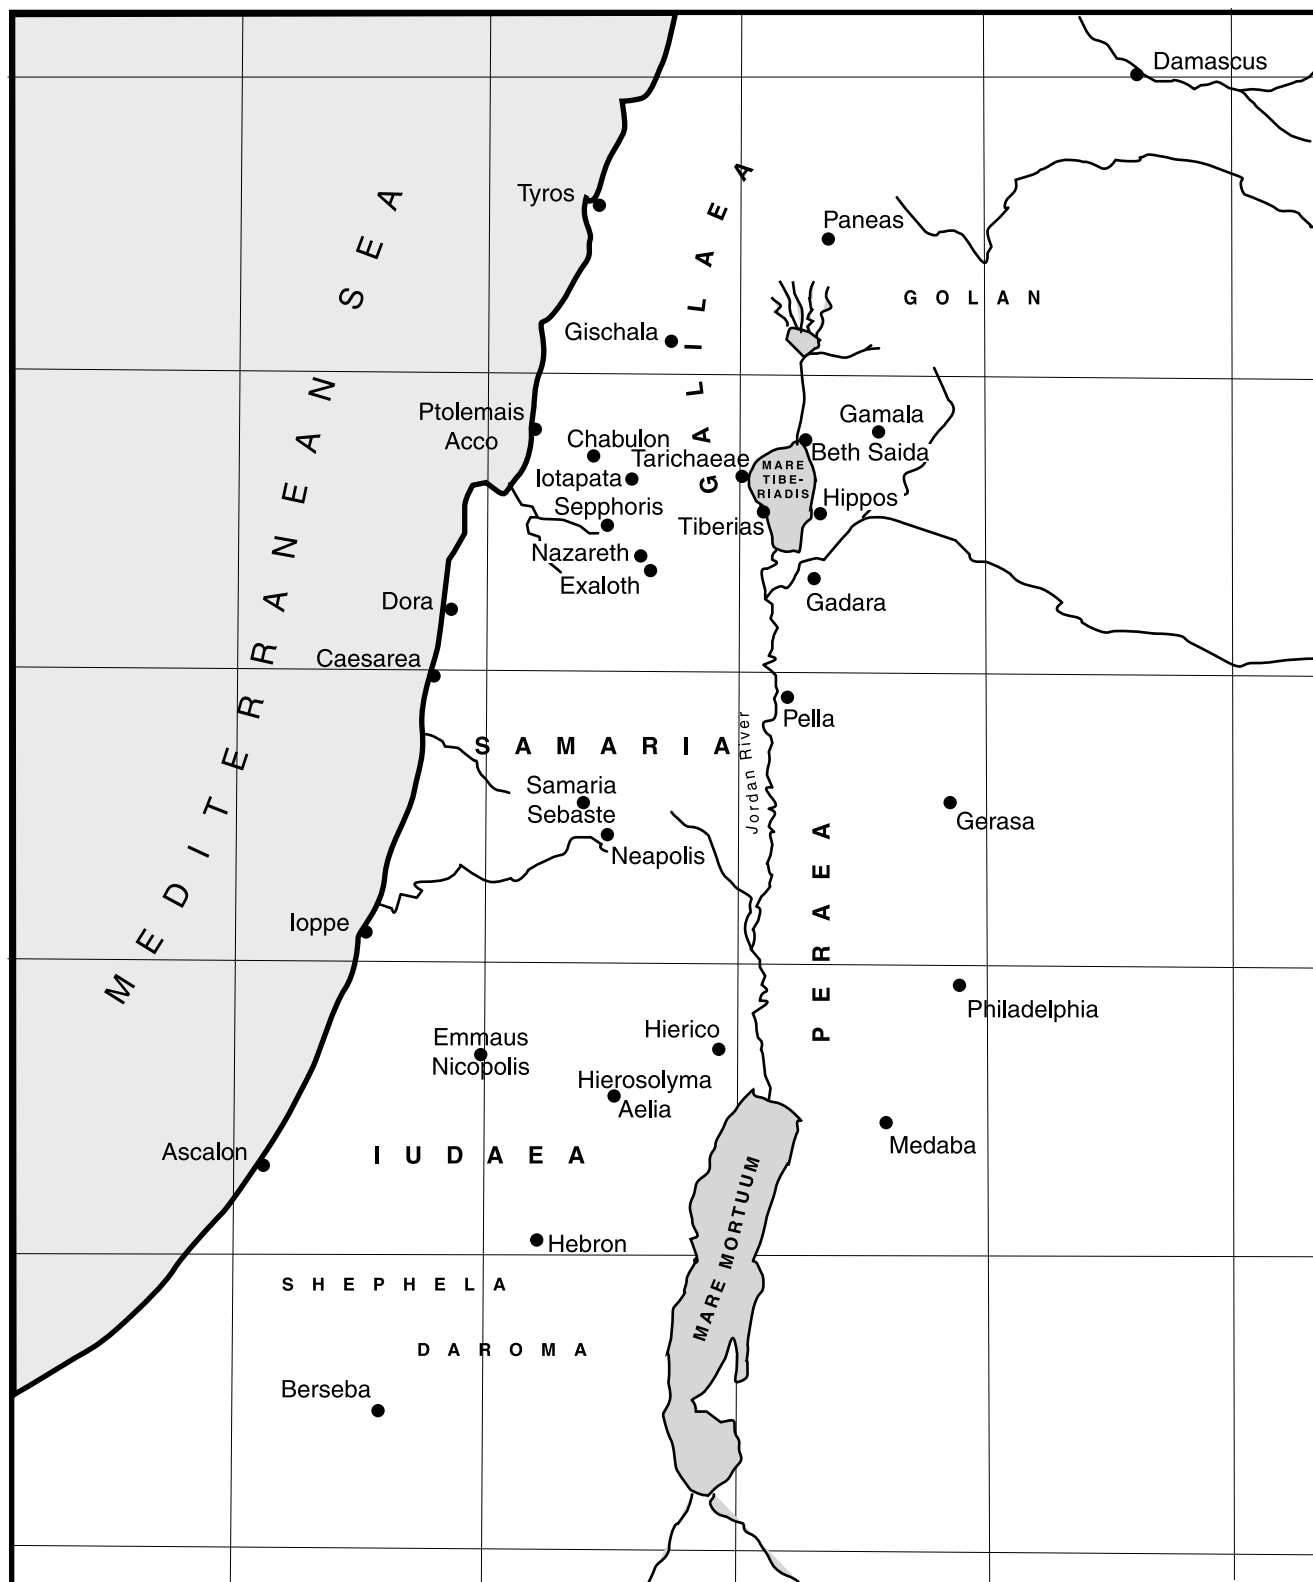 Damascus
Tyros
Paneas
GOLAN
GALILAEA
MEDITERRANEAN SEA
Gischala
Ptolemais
Acco
Gamala
Chabulon
Tarichaeae
Beth Saida
MARE
TIBE-
RIADIS
Iotapata
Sepphoris
Hippos
Tiberias
Nazareth
Exaloth
Dora
Gadara
Caesarea
Pella
Jordan River
SAMARIA
Samaria
Sebaste
Gerasa
Neapolis
PERAEA
Ioppe
Philadelphia
Emmaus
Nicopolis
Hierico
Hierosolyma
Aelia
Medaba
Ascalon
IUDAEA
MARE MORTUUM
Hebron
SHEPHELA
DAROMA
Berseba